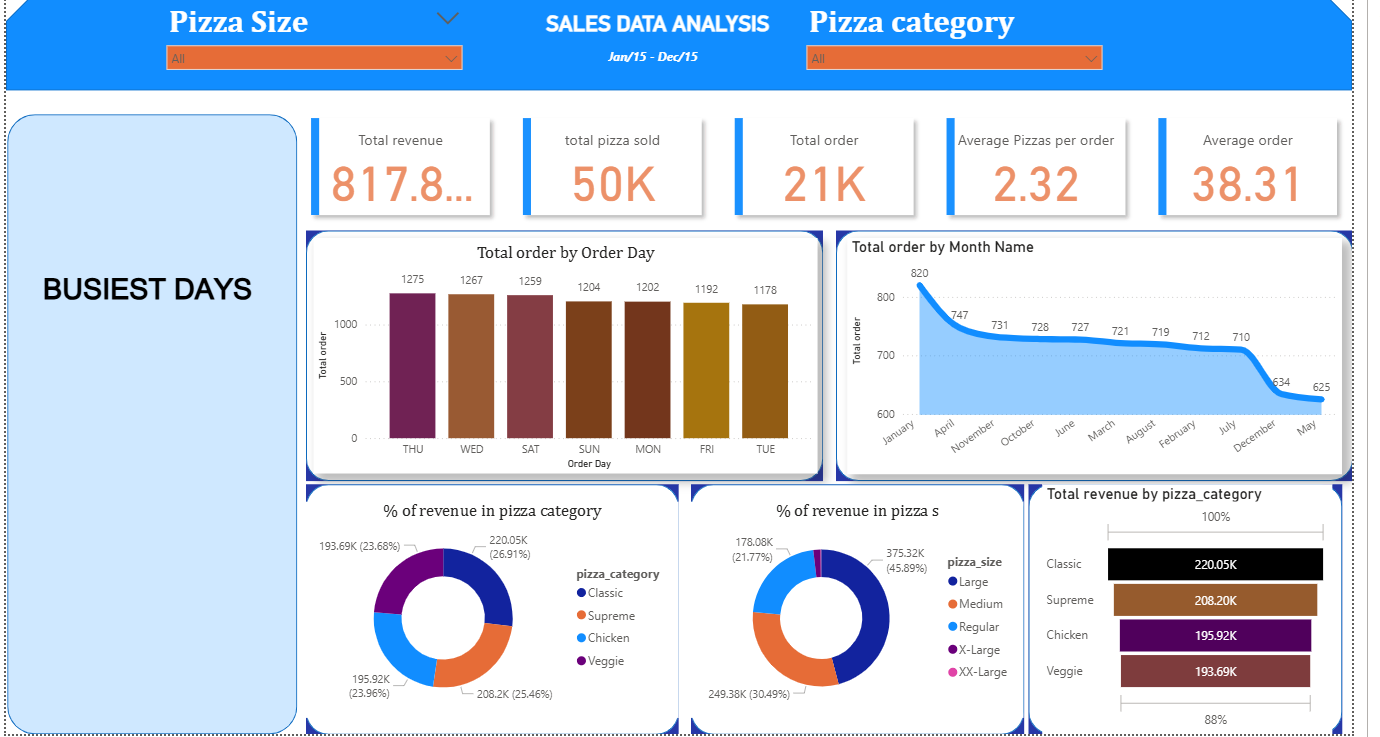 Pizza Size
All
SALES DATA ANALYSIS
Jan/15 - Dec/15
Pizza category
All
BUSIEST DAYS
Total revenue
817.8...
total pizza sold
50K
Total order
21K
Average Pizzas per order
2.32
Average order
38.31
Total order by Order Day
Total order
1000
500
0
1275
1267
1259
1204
1202
1192
1178
THU
WED
SAT
SUN
MON
FRI
TUE
Order Day
Total order by Month Name
Total order
800
700
600
820
747
731
728
727
721
719
712
710
634
625
January
April
November
October
June
March
August
February
July
December
May
% of revenue in pizza category
193.69K (23.68%)
220.05K
(26.91%)
195.92K
(23.96%)
208.2K (25.46%)
pizza_category
Classic
Supreme
Chicken
Veggie
% of revenue in pizza s
178.08K
(21.77%)
375.32K
(45.89%)
249.38K (30.49%)
pizza_size
Large
Medium
Regular
X-Large
XX-Large
Total revenue by pizza_category
100%
Classic
220.05K
Supreme
208.20K
Chicken
195.92K
Veggie
193.69K
88%